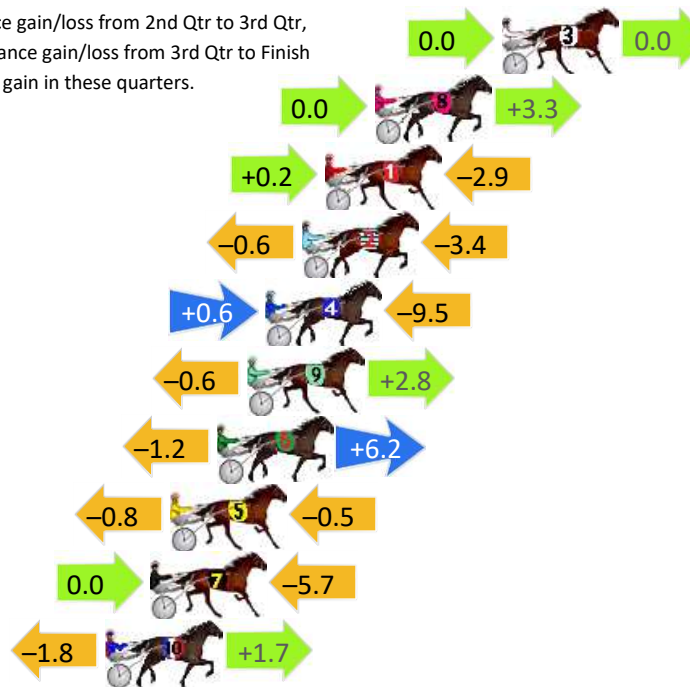 ce gain/loss from 2nd Qtr to 3rd Qtr,
ance gain/loss from 3rd Qtr to Finish
gain in these quarters.
0.0 3 0.0
0.0 8 +3.3
+0.2 1 –2.9
–0.6 –3.4
+0.6 4 –9.5
–0.6 9 +2.8
–1.2 6 +6.2
–0.8 5 –0.5
0.0 7 –5.7
–1.8 10 +1.7